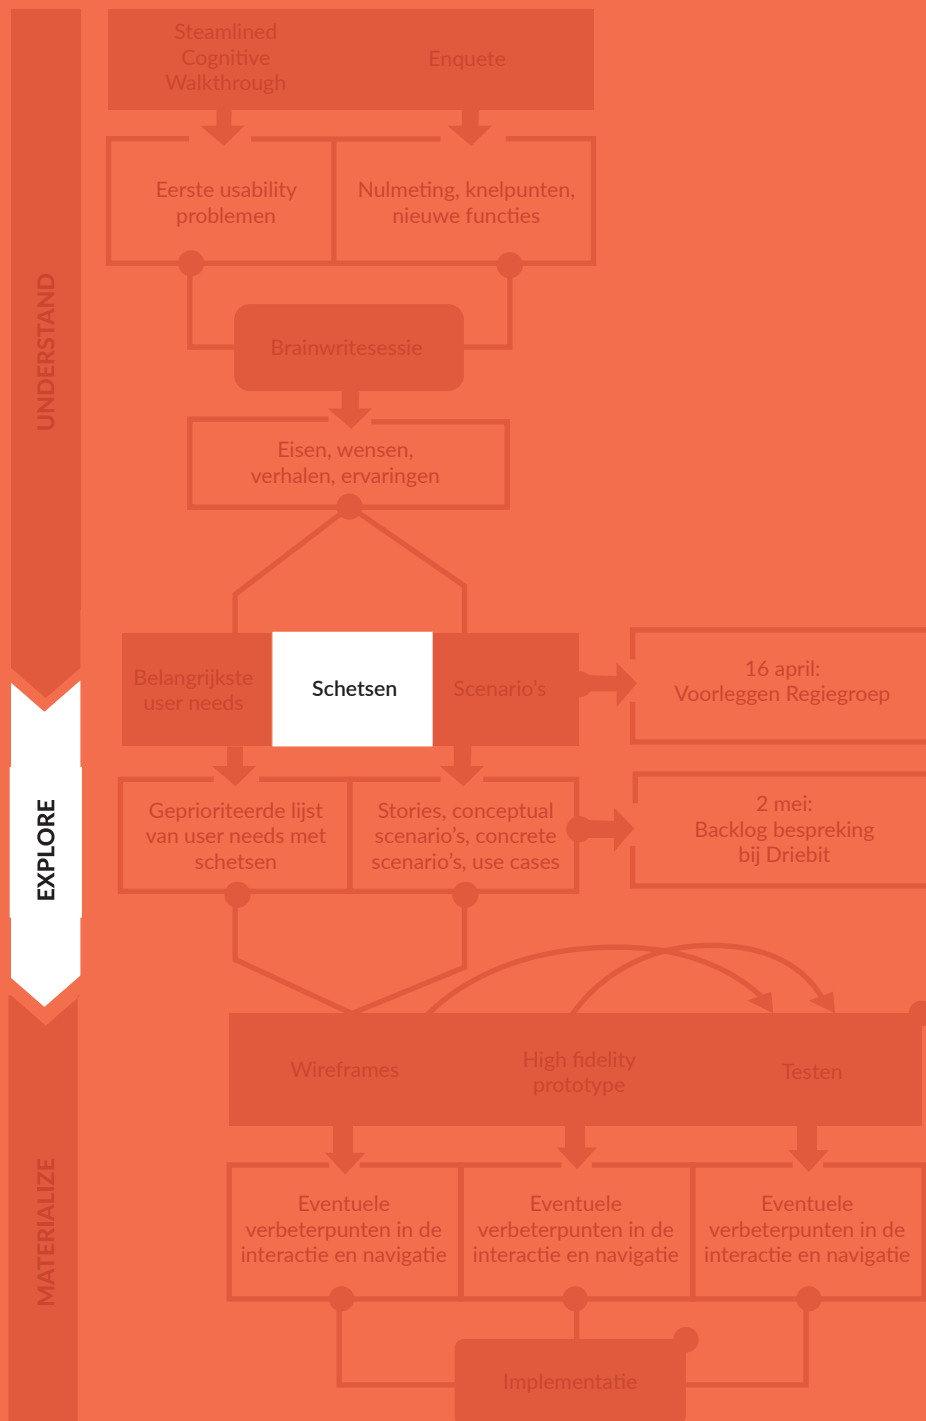 Steamlined
Cognitive
Walkthrough
Enquete
Eerste usability
problemen
Nulmeting, knelpunten,
nieuwe functies
UNDERSTAND
Brainwritesessie
Eisen, wensen,
verhalen, ervaringen
Belangrijkste
user needs
Schetsen
Scenario's
16 april:
Voorleggen Regiegroep
EXPLORE
Geprioriteerde lijst
van user needs met
schetsen
Stories, conceptual
scenario's, concrete
scenario's, use cases
2 mei:
Backlog bespreking
bij Driebit
MATERIALIZE
Wireframes
High fidelity
prototype
Testen
Eventuele
verbeterpunten in de
interactie en navigatie
Eventuele
verbeterpunten in de
interactie en navigatie
Eventuele
verbeterpunten in de
interactie en navigatie
Implementatie